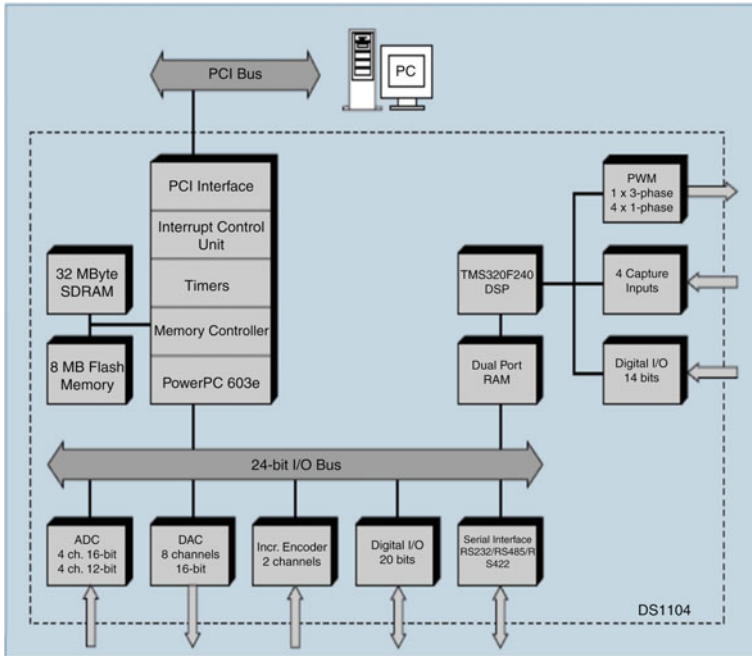 PCI Bus
PC
PCI Interface
Interrupt Control
Unit
Timers
Memory Controller
PowerPC 603e
32 MByte
SDRAM
8 MB Flash
Memory
TMS320F240
DSP
Dual Port
RAM
PWM
1 x 3-phase
4 x 1-phase
4 Capture
Inputs
Digital I/O
14 bits
24-bit I/O Bus
ADC
4 ch. 16-bit
4 ch. 12-bit
DAC
8 channels
16-bit
Incr. Encoder
2 channels
Digital I/O
20 bits
Serial Interface
RS232/RS485/R
S422
DS1104